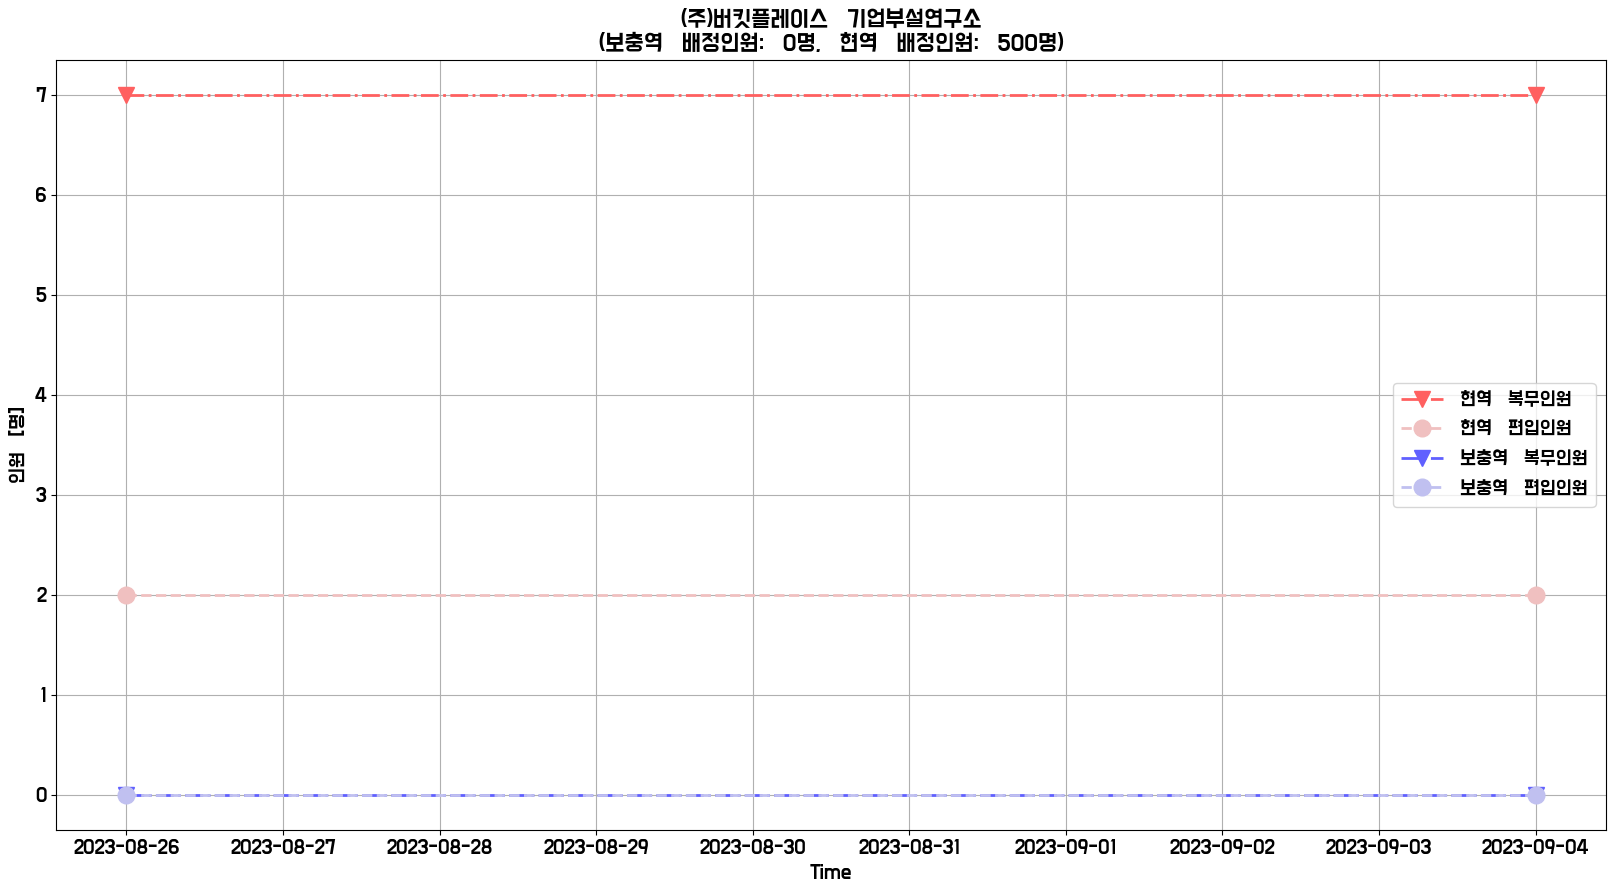 (주)버킷플레이스 기업부설연구소
(보충역 배정인원: 0명, 현역 배정인원: 500명)
7
6
5
4
3
2
1
0
인원 [명]
현역 복무인원
현역 편입인원
보충역 복무인원
보충역 편입인원
2023-08-26 2023-08-27 2023-08-28 2023-08-29 2023-08-30 2023-08-31 2023-09-01 2023-09-02 2023-09-03 2023-09-04
Time